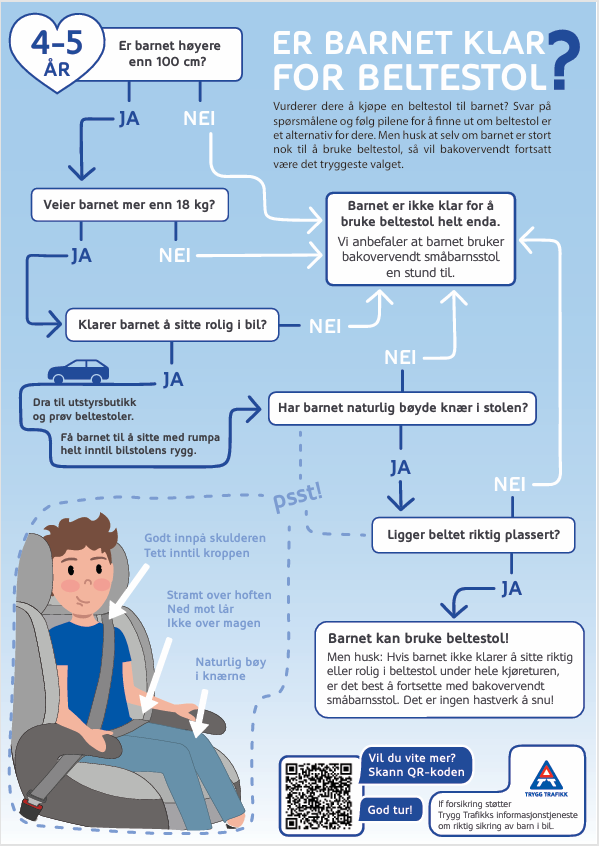 4-5
ÅR
Er barnet høyere
enn 100 cm?
ER BARNET KLAR
FOR BELTESTOL?
Vurderer dere å kjøpe en beltestol til barnet? Svar på
spørsmålene og følg pilene for å finne ut om beltestol er
et alternativ for dere. Men husk at selv om barnet er stort
nok til å bruke beltestol, så vil bakovervendt fortsatt
være det tryggeste valget.
JA
NEI
Veier barnet mer enn 18 kg?
JA
NEI
Barnet er ikke klar for å
bruke beltestol helt enda.
Vi anbefaler at barnet bruker
bakovervendt småbarnsstol
en stund til.
Klarer barnet å sitte rolig i bil?
NEI
JA
NEI
Dra til utstyrsbutikk
og prøv beltestoler.
Få barnet til å sitte med rumpa
helt inntil bilstolens rygg.
Har barnet naturlig bøyde knær i stolen?
JA
NEI
psst!
Ligger beltet riktig plassert?
JA
Godt innpå skulderen
Tett inntil kroppen
Stramt over hoften
Ned mot lår
Ikke over magen
Naturlig bøy
i knærne
Barnet kan bruke beltestol!
Men husk: Hvis barnet ikke klarer å sitte riktig
eller rolig i beltestol under hele kjøreturen,
er det best å fortsette med bakovervendt
småbarnsstol. Det er ingen hastverk å snu!
Vil du vite mer?
Skann QR-koden
God tur!
TRYGG TRAFIKK
If forsikring støtter
Trygg Trafikks informasjonstjeneste
om riktig sikring av barn i bil.